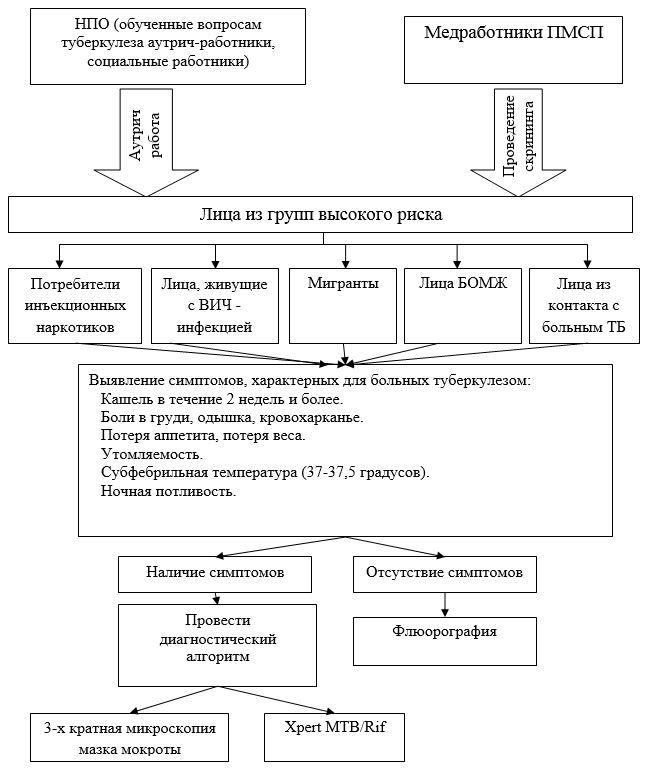 НПО (обученные вопросам
туберкулеза аутрич-работники,
социальные работники)
Медработники ПМСП
Аутрич
работа
Проведение
скрининга
Лица из групп высокого риска
Потребители
инъекционных
наркотиков
Лица, живущие
с ВИЧ -
инфекцией
Мигранты
Лица БОМЖ
Лица из
контакта с
больным ТБ
Выявление симптомов, характерных для больных туберкулезом:
Кашель в течение 2 недель и более.
Боли в груди, одышка, кровохарканье.
Потеря аппетита, потеря веса.
Утомляемость.
Субфебрильная температура (37-37,5 градусов).
Ночная потливость.
Наличие симптомов
Отсутствие симптомов
Провести
диагностический
алгоритм
Флюорография
3-х кратная микроскопия
мазка мокроты
Xpert MTB/Rif